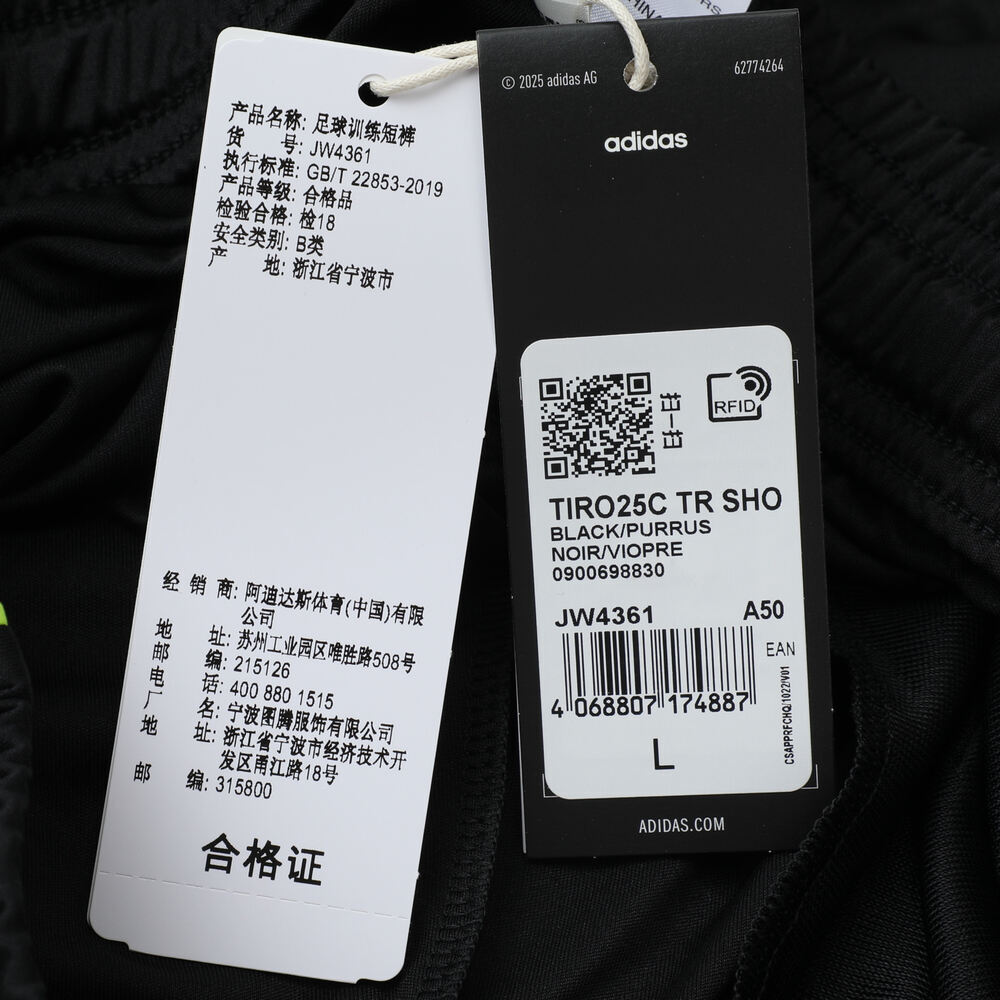 产品名称: 足球训练短裤
货 号: JW4361
执行标准: GB/T 22853-2019
产品等级: 合格品
检验合格: 检18
安全类别: B类
产 地: 浙江省宁波市
经 销 商: 阿迪达斯体育(中国)有限
公司
地 址: 苏州工业园区唯胜路508号
邮 编: 215126
电 话: 400 880 1515
厂 名: 宁波图腾服饰有限公司
地 址: 浙江省宁波市经济技术开
发区甬江路18号
邮 编: 315800
合格证
© 2025 adidas AG
62774264
adidas
RFID
TIRO25C TR SHO
BLACK/PURRUS
NOIR/VIOPRE
0900698830
JW4361 A50
EAN
4 068807 174887
CSAPPRFCHQ/1022/V01
L
ADIDAS.COM